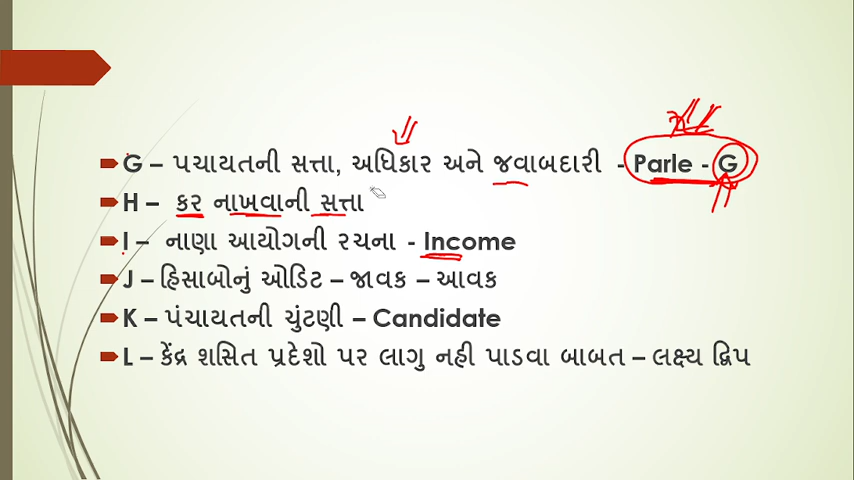 G – પચાયતની સત્તા, અધિકાર અને જવાબદારી - Parle - G
H – કર નાખવાની સત્તા
I – નાણા આયોગની રચના - Income
J – હિસાબોનું ઓડિટ – જાવક – આવક
K – પંચાયતની ચુંટણી – Candidate
L – કેંદ્ર શસિત પ્રદેશો પર લાગુ નહી પાડવા બાબત – લક્ષ્ય દ્વિપ